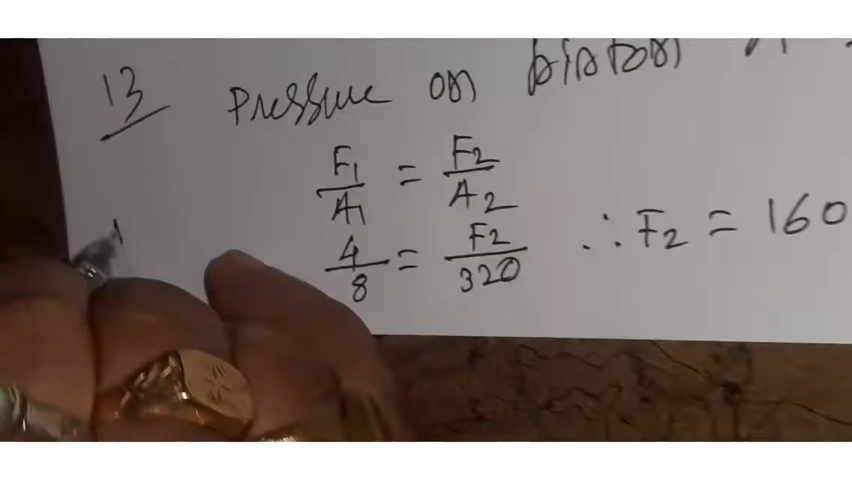 13 Pressure on piston
F1/A1 = F2/A2
4/8 = F2/320 ∴ F2 = 160